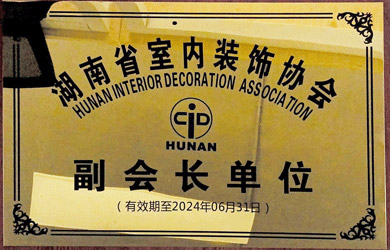 湖南省室内装饰协会
HUNAN INTERIOR DECORATION ASSOCIATION
CID
HUNAN
副会长单位
（有效期至2024年06月31日）